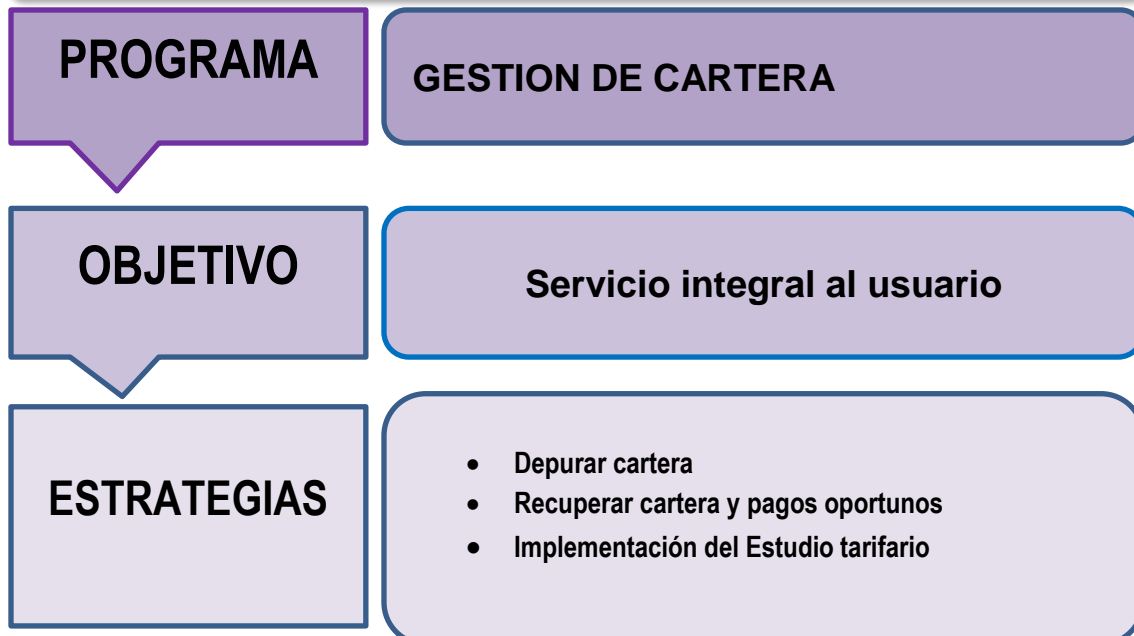 PROGRAMA
GESTION DE CARTERA
OBJETIVO
Servicio integral al usuario
ESTRATEGIAS
• Depurar cartera
• Recuperar cartera y pagos oportunos
• Implementación del Estudio tarifario